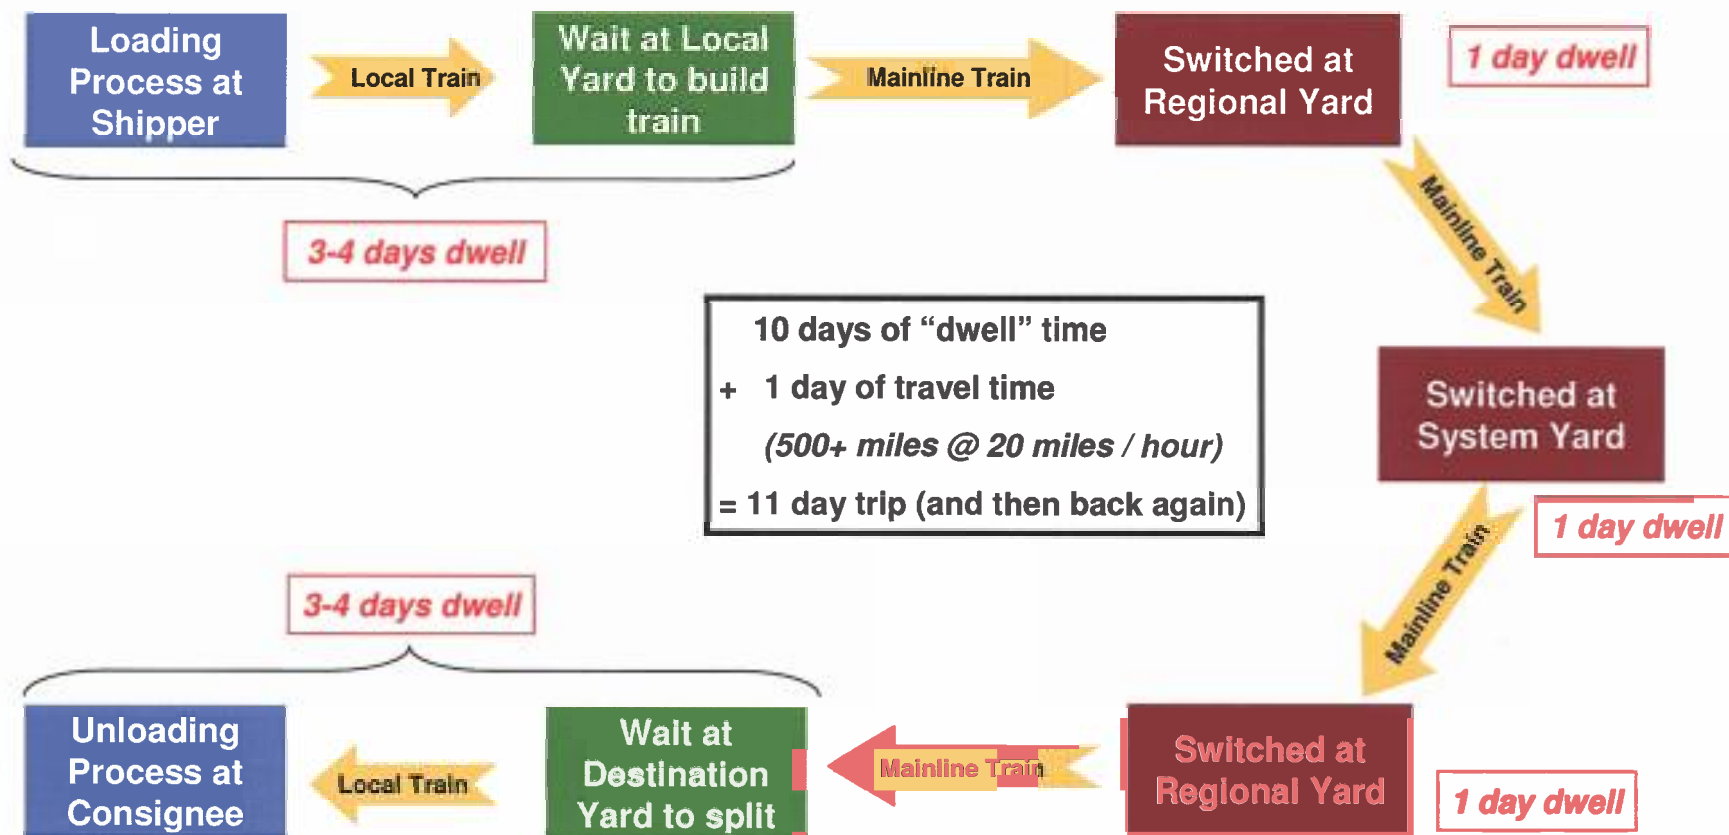 Loading
Process at
Shipper
Local Train
Wait at Local
Yard to build
train
Mainline Train
Switched at
Regional Yard
1 day dwell
3-4 days dwell
Mainline Train
10 days of “dwell” time
+ 1 day of travel time
(500+ miles @ 20 miles / hour)
= 11 day trip (and then back again)
Switched at
System Yard
1 day dwell
Mainline Train
3-4 days dwell
Unloading
Process at
Consignee
Local Train
Wait at
Destination
Yard to split
Mainline Train
Switched at
Regional Yard
1 day dwell